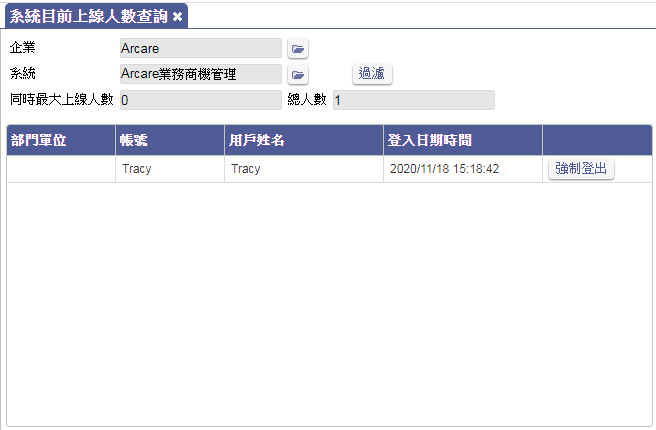 系統目前上線人數查詢 ✖
企業 Arcare
系統 Arcare業務商機管理 過濾
同時最大上線人數 0 總人數 1
部門單位 帳號 用戶姓名 登入日期時間
Tracy Tracy 2020/11/18 15:18:42 強制登出